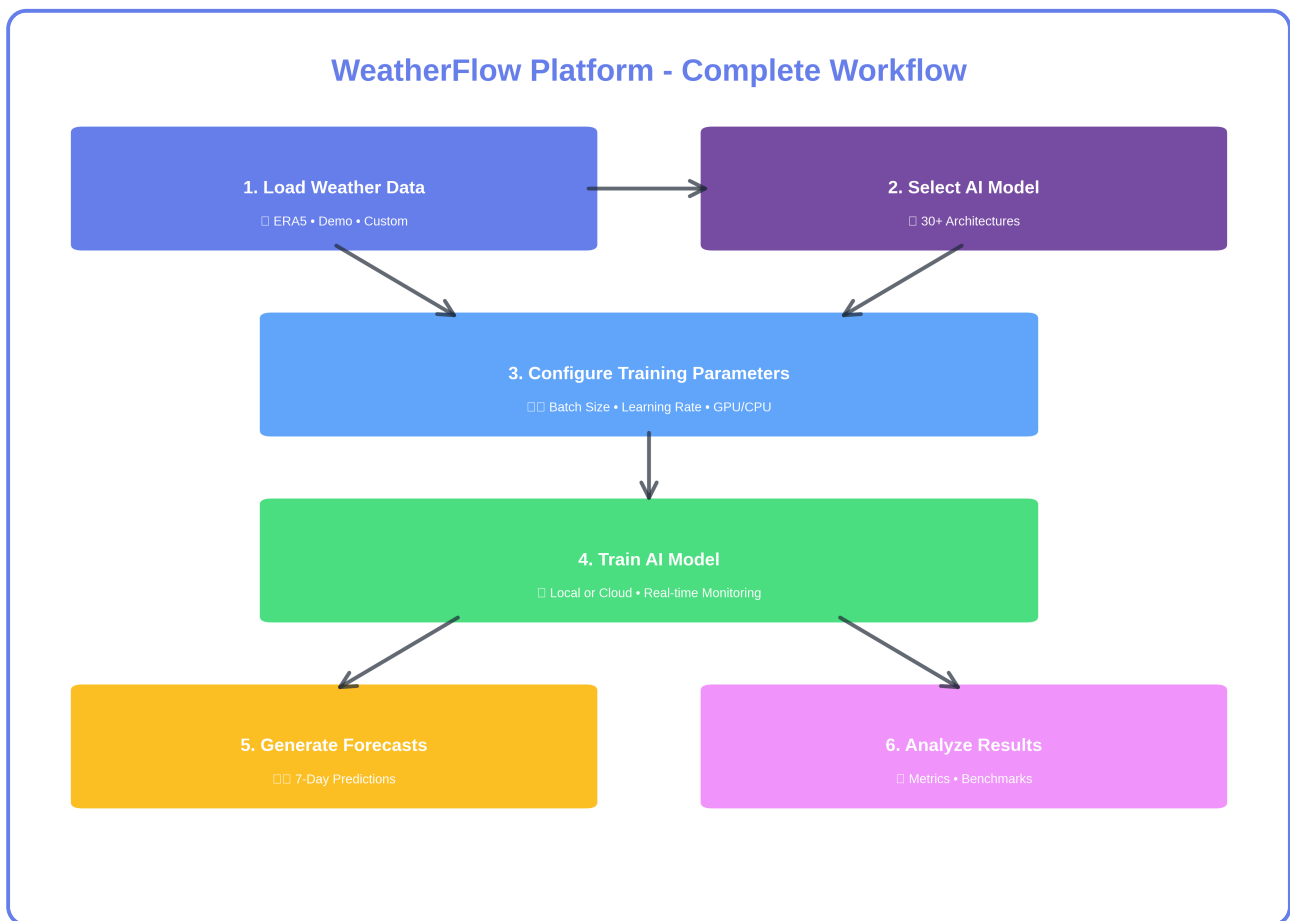 WeatherFlow Platform - Complete Workflow
1. Load Weather Data
□ ERA5 • Demo • Custom
2. Select AI Model
□ 30+ Architectures
3. Configure Training Parameters
□□ Batch Size • Learning Rate • GPU/CPU
4. Train AI Model
□ Local or Cloud • Real-time Monitoring
5. Generate Forecasts
□□ 7-Day Predictions
6. Analyze Results
□ Metrics • Benchmarks